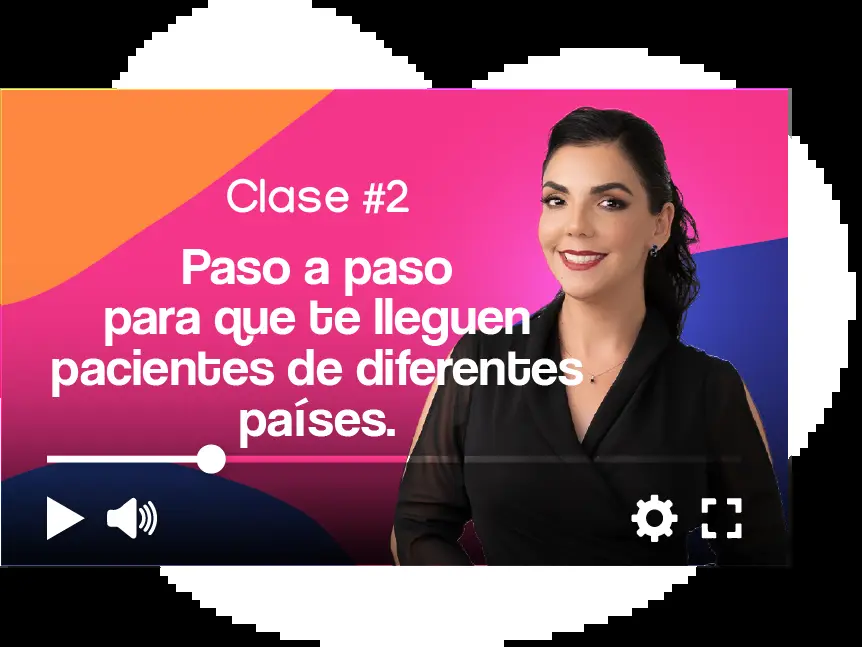 Clase #2
Paso a paso
para que te lleguen
pacientes de diferentes
países.